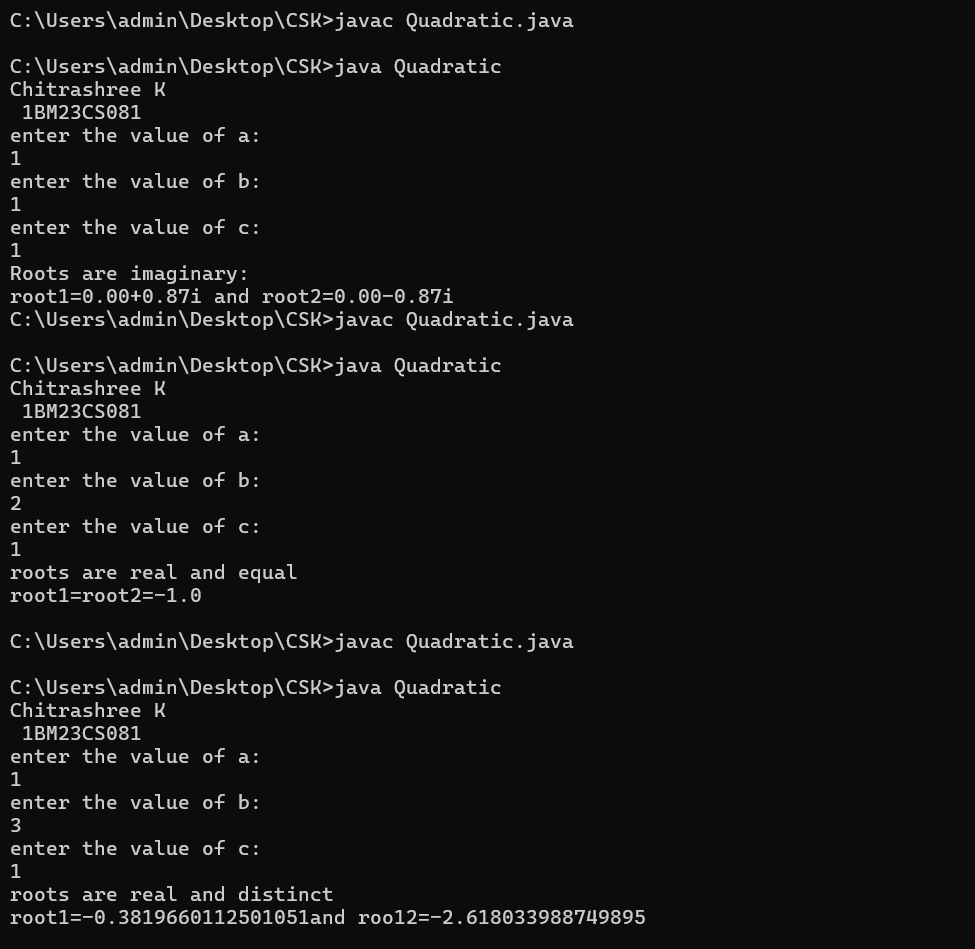 C:\Users\admin\Desktop\CSK>javac Quadratic.java
C:\Users\admin\Desktop\CSK>java Quadratic
Chitrashree K
1BM23CS081
enter the value of a:
1
enter the value of b:
1
enter the value of c:
1
Roots are imaginary:
root1=0.00+0.87i and root2=0.00-0.87i
C:\Users\admin\Desktop\CSK>javac Quadratic.java
C:\Users\admin\Desktop\CSK>java Quadratic
Chitrashree K
1BM23CS081
enter the value of a:
1
enter the value of b:
2
enter the value of c:
1
roots are real and equal
root1=root2=-1.0
C:\Users\admin\Desktop\CSK>javac Quadratic.java
C:\Users\admin\Desktop\CSK>java Quadratic
Chitrashree K
1BM23CS081
enter the value of a:
1
enter the value of b:
3
enter the value of c:
1
roots are real and distinct
root1=-0.3819660112501051and roo12=-2.618033988749895